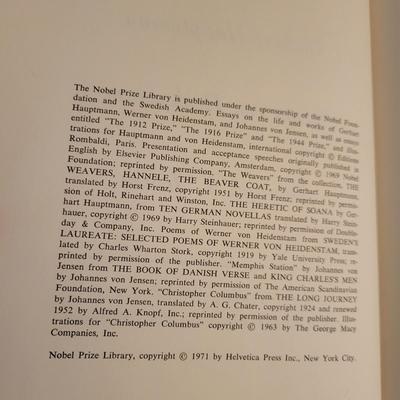 The Nobel Prize Library is published under the sponsorship of the Nobel Foun-
dation and the Swedish Academy. Essays on the life and works of Gerhart
Hauptmann, Werner von Heidenstam, and Johannes von Jensen, as well as essays
entitled "The 1912 Prize," "The 1916 Prize" and "The 1944 Prize," and illus-
trations for Hauptmann and von Heidenstam, international copyright © Editions
Rombaldi, Paris. Presentation and acceptance speeches originally published in
English by Elsevier Publishing Company, Amsterdam, copyright © 1969 Nobel
Foundation; reprinted by permission. "The Weavers" from the collection, THE
WEAVERS, HANNELE, THE BEAVER COAT, by Gerhart Hauptmann,
translated by Horst Frenz, copyright 1951 by Horst Frenz; reprinted by permis-
sion of Holt, Rinehart and Winston, Inc. THE HERETIC OF SOANA by Ger-
hart Hauptmann, from TEN GERMAN NOVELLAS translated by Harry Stein-
hauer, copyright © 1969 by Harry Steinhauer; reprinted by permission of Double-
day & Company, Inc. Poems of Werner von Heidenstam from SWEDEN'S
LAUREATE: SELECTED POEMS OF WERNER VON HEIDENSTAM, trans-
lated by Charles Wharton Stork, copyright 1919 by Yale University Press; re-
printed by permission of the publisher. "Memphis Station" by Johannes von
Jensen from THE BOOK OF DANISH VERSE and KING CHARLES'S MEN
by Johannes von Jensen; reprinted by permission of The American Scandinavian
Foundation, New York. "Christopher Columbus" from THE LONG JOURNEY
by Johannes von Jensen, translated by A. G. Chater, copyright 1924 and renewed
1952 by Alfred A. Knopf, Inc.; reprinted by permission of the publisher. Illus-
trations for "Christopher Columbus" copyright © 1963 by The George Macy
Companies, Inc.
Nobel Prize Library, copyright © 1971 by Helvetica Press Inc., New York City.